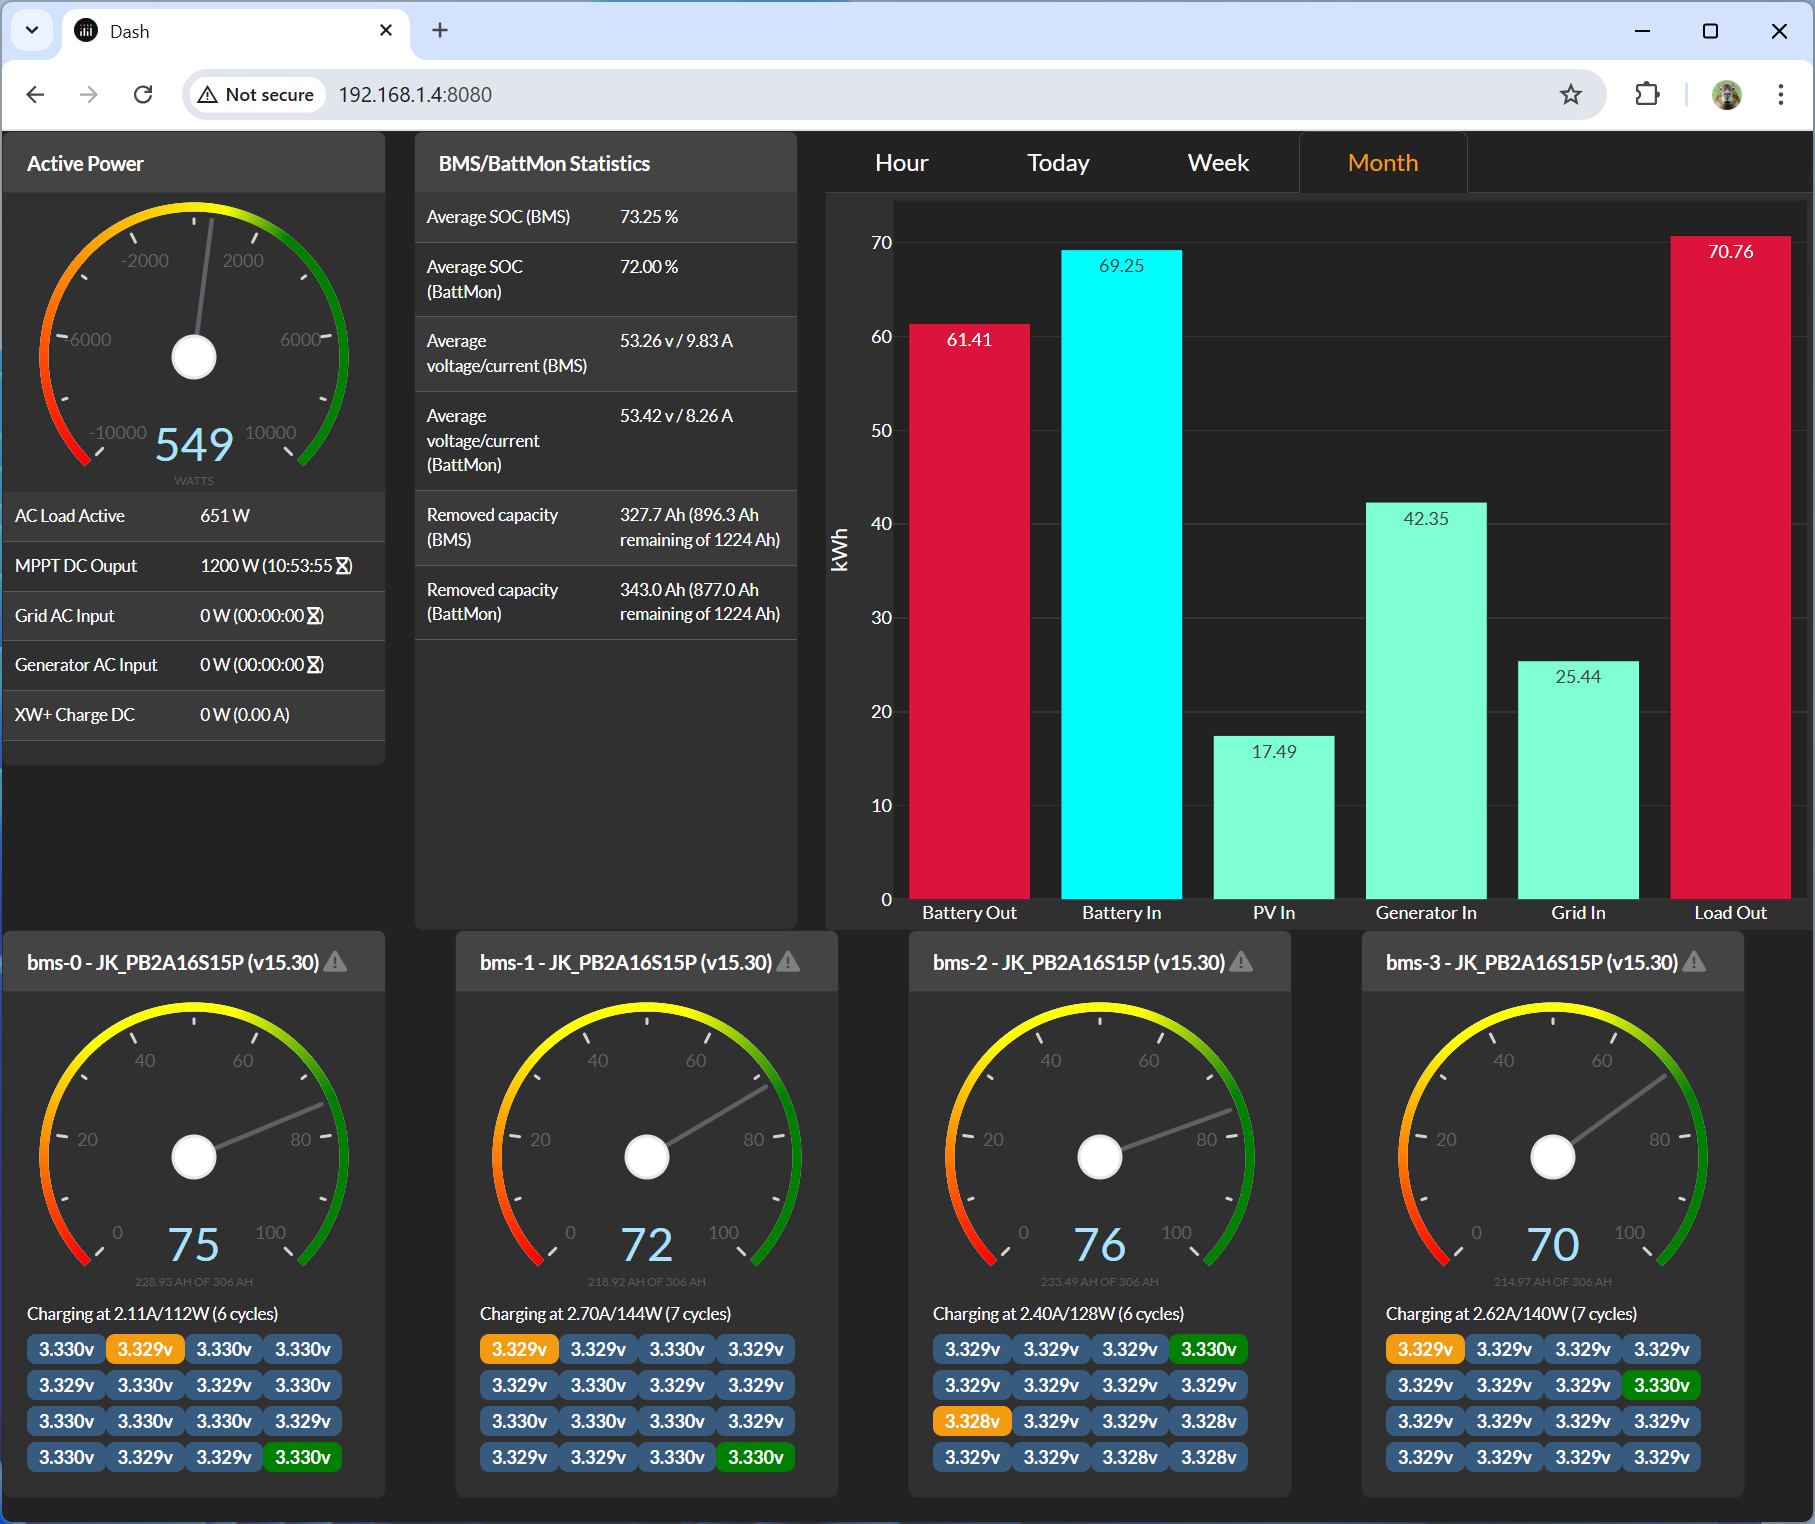 Dash
Not secure
192.168.1.4:8080
Active Power
-2000
2000
-6000
6000
-10000
10000
549
WATTS
AC Load Active 651 W
MPPT DC Ouput 1200 W (10:53:55)
Grid AC Input 0 W (00:00:00)
Generator AC Input 0 W (00:00:00)
XW+ Charge DC 0 W (0.00 A)
BMS/BattMon Statistics
Average SOC (BMS) 73.25 %
Average SOC 72.00 %
(BattMon)
Average 53.26 v / 9.83 A
voltage/current (BMS)
Average 53.42 v / 8.26 A
voltage/current
(BattMon)
Removed capacity 327.7 Ah (896.3 Ah
(BMS) remaining of 1224 Ah)
Removed capacity 343.0 Ah (877.0 Ah
(BattMon) remaining of 1224 Ah)
Hour Today Week Month
kWh
70
60
50
40
30
20
10
0
61.41
69.25
17.49
42.35
25.44
70.76
Battery Out Battery In PV In Generator In Grid In Load Out
bms-0 - JK_PB2A16S15P (v15.30)
40 60
20 80
0 100
75
228.93 AH OF 306 AH
Charging at 2.11A/112W (6 cycles)
3.330v 3.329v 3.330v 3.330v
3.329v 3.330v 3.329v 3.330v
3.330v 3.330v 3.330v 3.329v
3.330v 3.329v 3.329v 3.330v
bms-1 - JK_PB2A16S15P (v15.30)
40 60
20 80
0 100
72
218.92 AH OF 306 AH
Charging at 2.70A/144W (7 cycles)
3.329v 3.329v 3.330v 3.329v
3.329v 3.330v 3.329v 3.329v
3.330v 3.330v 3.330v 3.329v
3.329v 3.329v 3.330v 3.330v
bms-2 - JK_PB2A16S15P (v15.30)
40 60
20 80
0 100
76
233.49 AH OF 306 AH
Charging at 2.40A/128W (6 cycles)
3.329v 3.329v 3.329v 3.330v
3.329v 3.329v 3.329v 3.329v
3.328v 3.329v 3.329v 3.328v
3.329v 3.329v 3.328v 3.328v
bms-3 - JK_PB2A16S15P (v15.30)
40 60
20 80
0 100
70
214.97 AH OF 306 AH
Charging at 2.62A/140W (7 cycles)
3.329v 3.329v 3.329v 3.329v
3.329v 3.329v 3.329v 3.330v
3.329v 3.329v 3.329v 3.329v
3.329v 3.329v 3.329v 3.329v